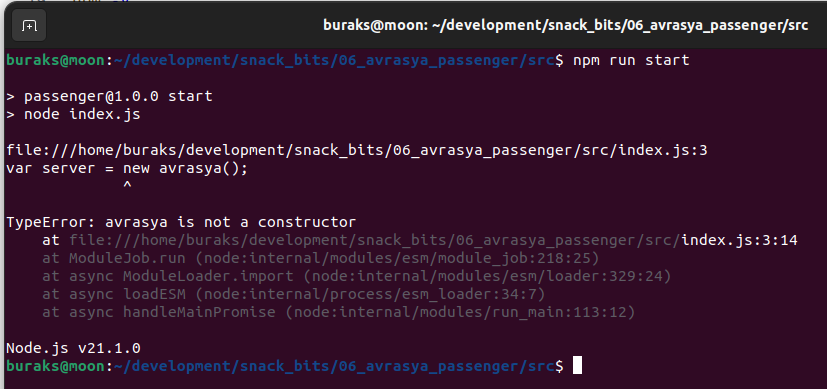 buraks@moon: ~/development/snack_bits/06_avrasya_passenger/src
buraks@moon:~/development/snack_bits/06_avrasya_passenger/src$ npm run start
> passenger@1.0.0 start
> node index.js
file:///home/buraks/development/snack_bits/06_avrasya_passenger/src/index.js:3
var server = new avrasya();
^
TypeError: avrasya is not a constructor
at file:///home/buraks/development/snack_bits/06_avrasya_passenger/src/index.js:3:14
at ModuleJob.run (node:internal/modules/esm/module_job:218:25)
at async ModuleLoader.import (node:internal/modules/esm/loader:329:24)
at async loadESM (node:internal/process/esm_loader:34:7)
at async handleMainPromise (node:internal/modules/run_main:113:12)
Node.js v21.1.0
buraks@moon:~/development/snack_bits/06_avrasya_passenger/src$